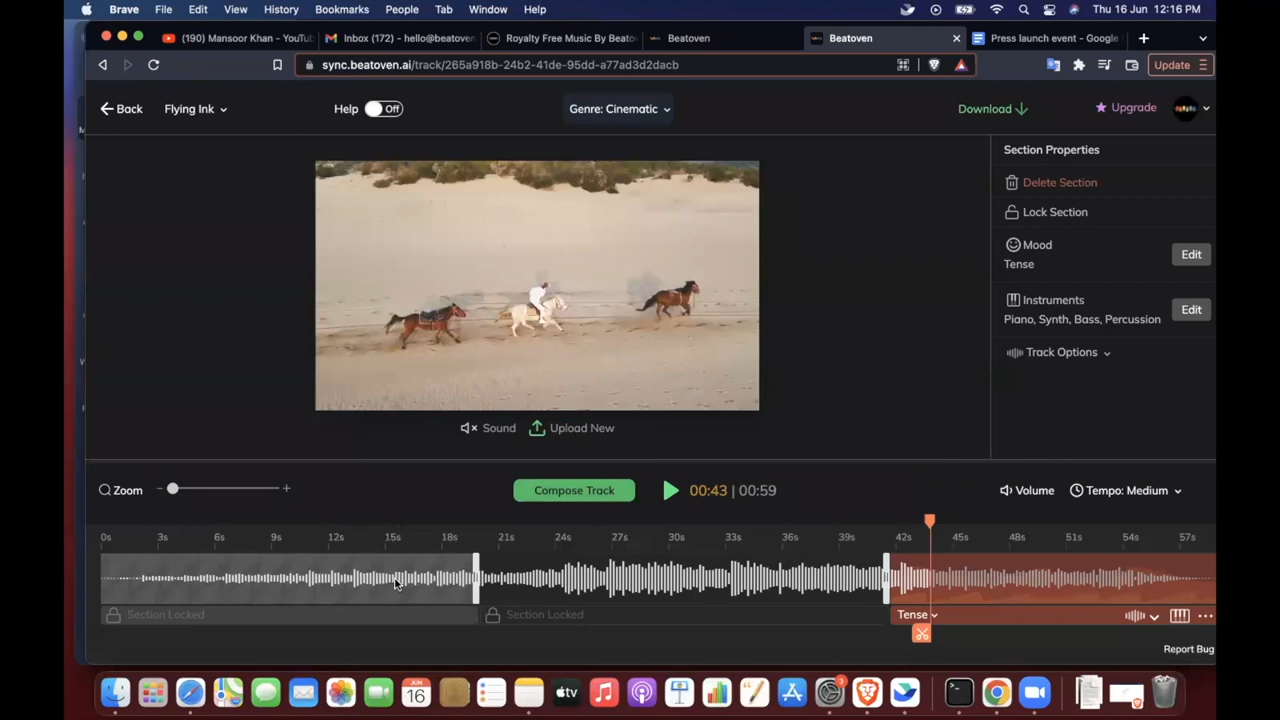 Brave File Edit View History Bookmarks People Tab Window Help Thu 16 Jun 12:16 PM
(190) Mansoor Khan - YouTu Inbox (172) - hello@beatoven Royalty Free Music By Beato Beatoven Beatoven Press launch event - Google
sync.beatoven.ai/track/265a918b-24b2-41de-95dd-a77ad3d2dacb Update
Back Flying Ink Help Off Genre: Cinematic Download Upgrade
Section Properties
Delete Section
Lock Section
Mood
Tense
Edit
Instruments
Piano, Synth, Bass, Percussion
Edit
Track Options
Sound Upload New
Zoom - + Compose Track 00:43 | 00:59 Volume Tempo: Medium
0s 3s 6s 9s 12s 15s 18s 21s 24s 27s 30s 33s 36s 39s 42s 45s 48s 51s 54s 57s
Section Locked Section Locked Tense
Report Bug
JUN
16
tv
3